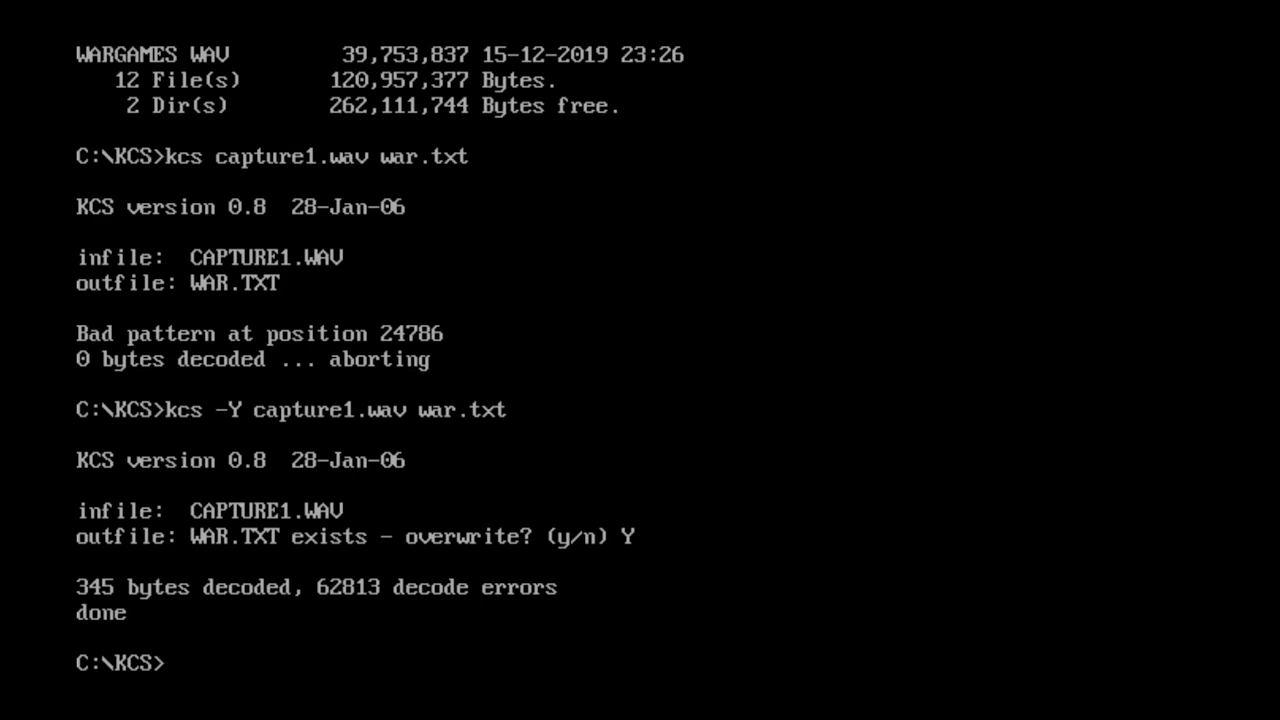 WARGAMES WAV         39,753,837 15-12-2019 23:26
   12 File(s)       120,957,377 Bytes.
    2 Dir(s)        262,111,744 Bytes free.
C:\KCS>kcs capture1.wav war.txt
KCS version 0.8  28-Jan-06
infile:  CAPTURE1.WAV
outfile: WAR.TXT
Bad pattern at position 24786
0 bytes decoded ... aborting
C:\KCS>kcs -Y capture1.wav war.txt
KCS version 0.8  28-Jan-06
infile:  CAPTURE1.WAV
outfile: WAR.TXT exists - overwrite? (y/n) Y
345 bytes decoded, 62813 decode errors
done
C:\KCS>